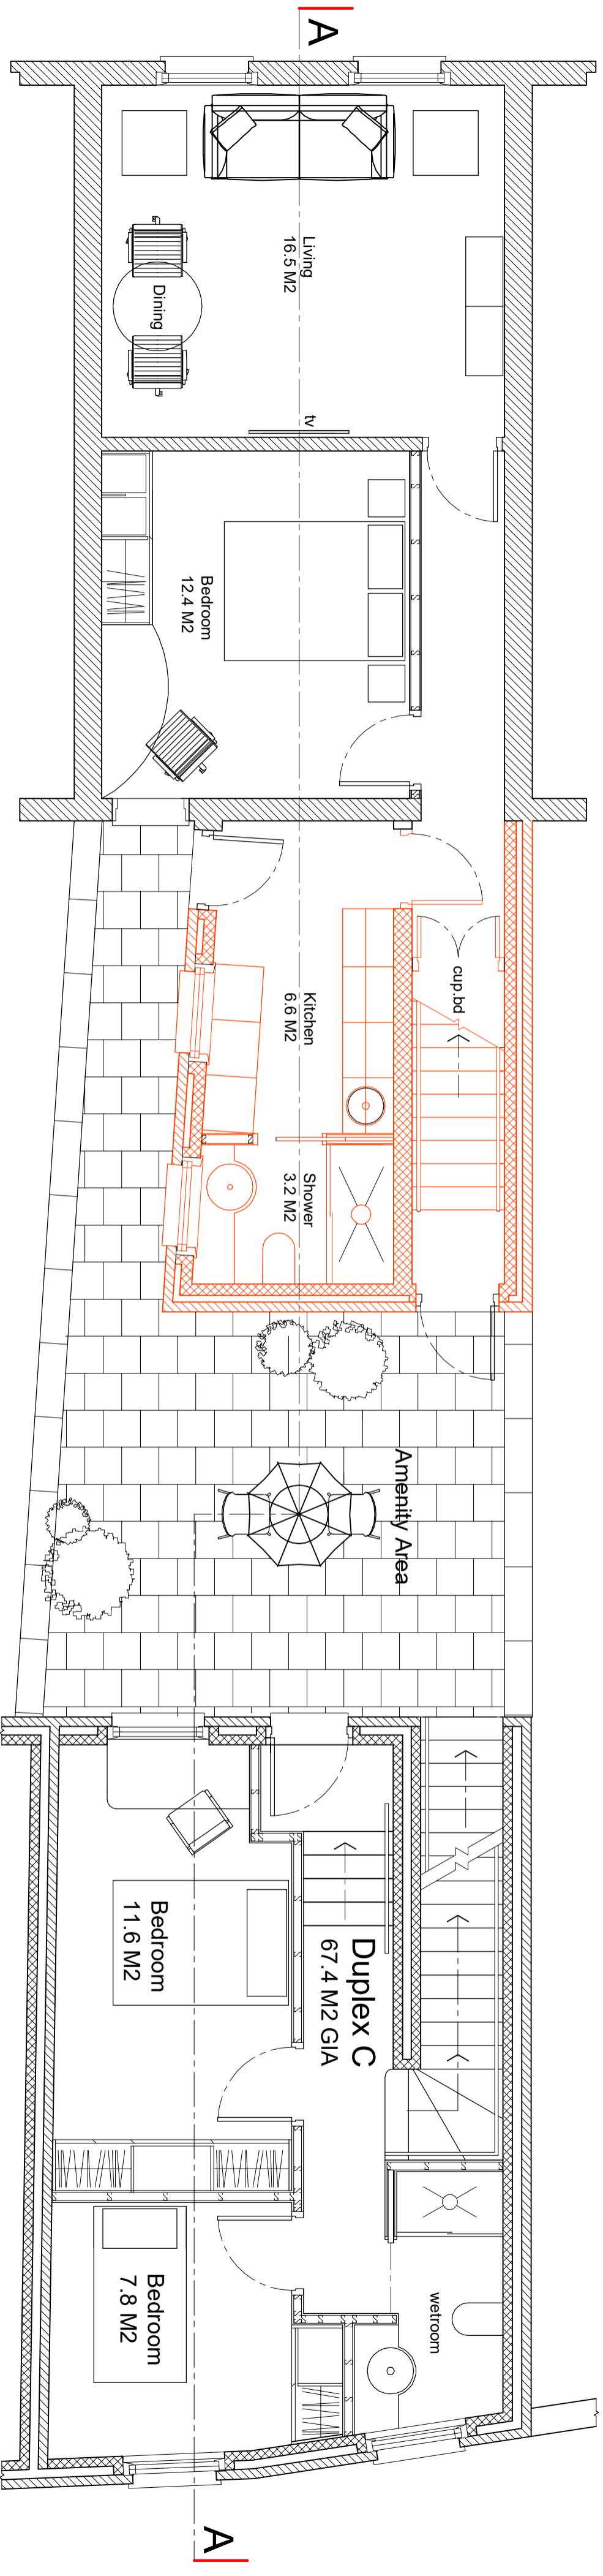 A
Living
16.5 M2
Dining
tv
Bedroom
12.4 M2
cup.bd
Kitchen
6.6 M2
Shower
3.2 M2
Amenity Area
Duplex C
67.4 M2 GIA
Bedroom
11.6 M2
Bedroom
7.8 M2
wetroom
A